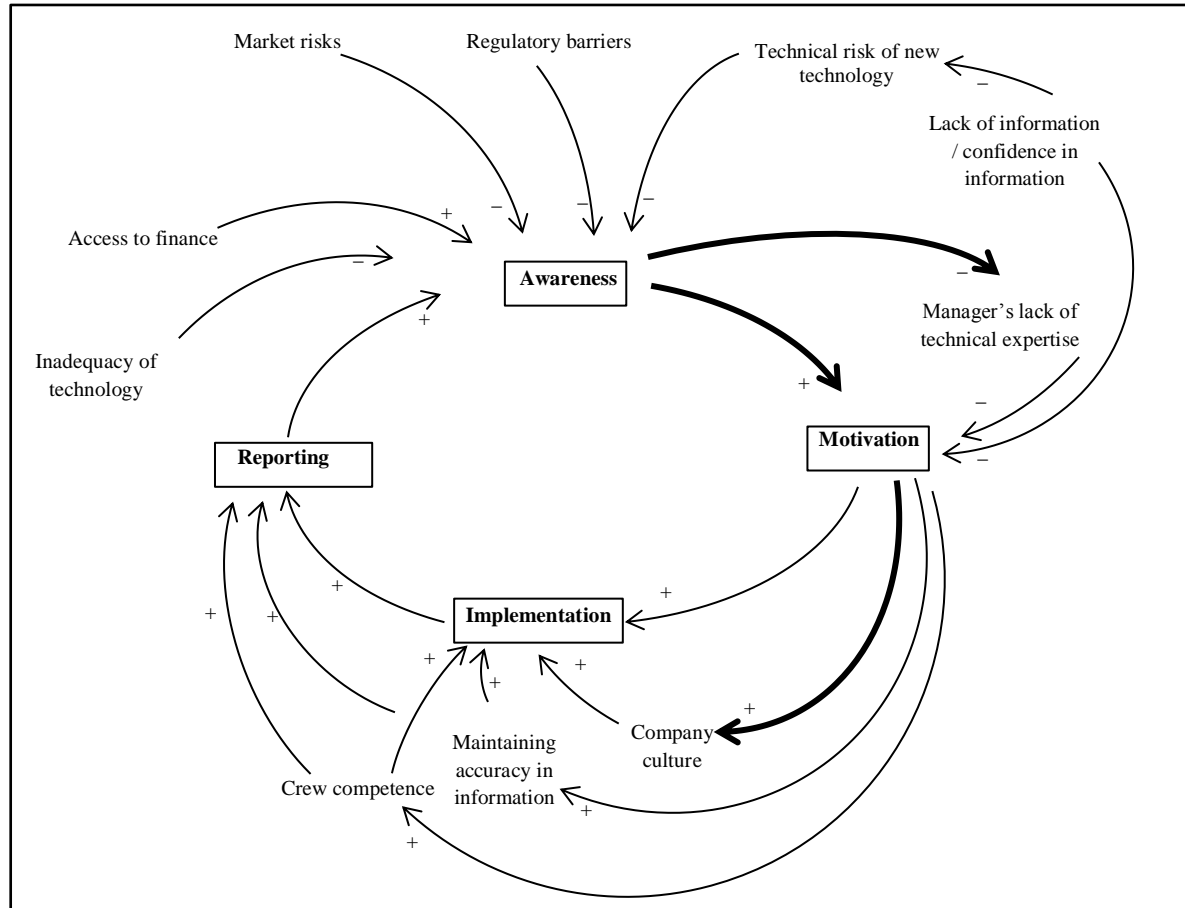 Market risks
Regulatory barriers
Technical risk of new
technology
−
Lack of information
/ confidence in
information
Access to finance
+
−
−
−
−
Awareness
−
+
Inadequacy of
technology
Manager’s lack of
technical expertise
+
−
−
Motivation
Reporting
+
+
+
+
Implementation
+
+
+
+
Company
culture
Maintaining
accuracy in
information
Crew competence
+
+